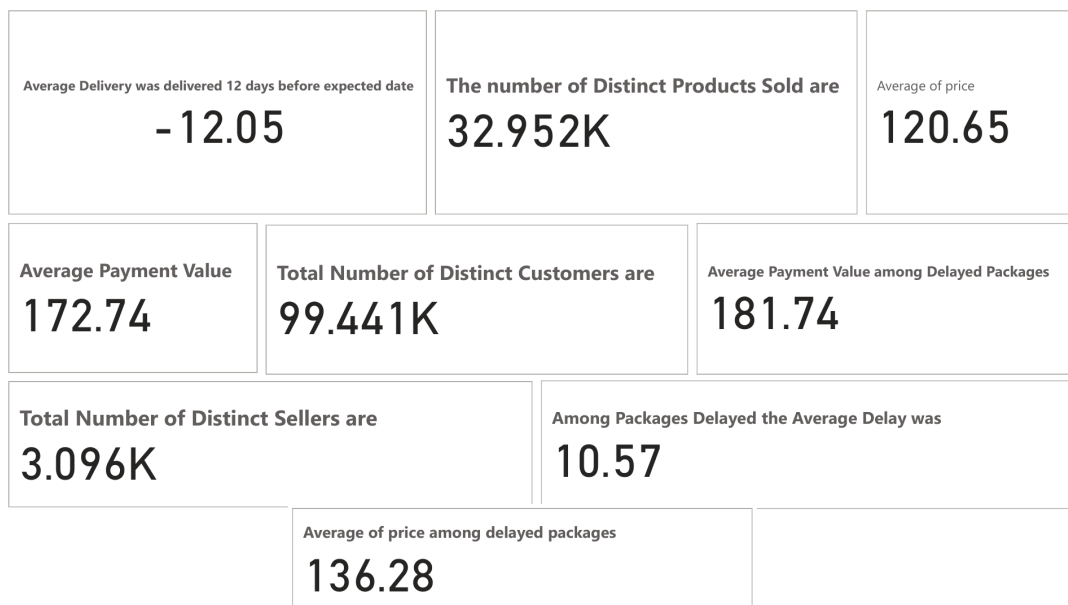 Average Delivery was delivered 12 days before expected date
-12.05
The number of Distinct Products Sold are
32.952K
Average of price
120.65
Average Payment Value
172.74
Total Number of Distinct Customers are
99.441K
Average Payment Value among Delayed Packages
181.74
Total Number of Distinct Sellers are
3.096K
Among Packages Delayed the Average Delay was
10.57
Average of price among delayed packages
136.28